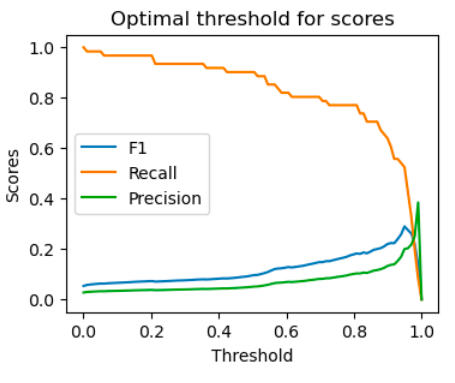 Optimal threshold for scores
1.0
0.8
0.6
0.4
0.2
0.0
Scores
F1
Recall
Precision
0.0 0.2 0.4 0.6 0.8 1.0
Threshold